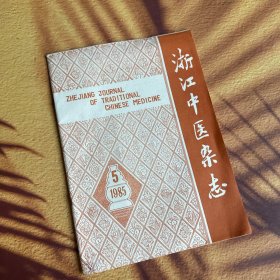 ZHEJIANG JOURNAL
OF TRADITIONAL
CHINESE MEDICINE
浙江中医杂志
5
1985